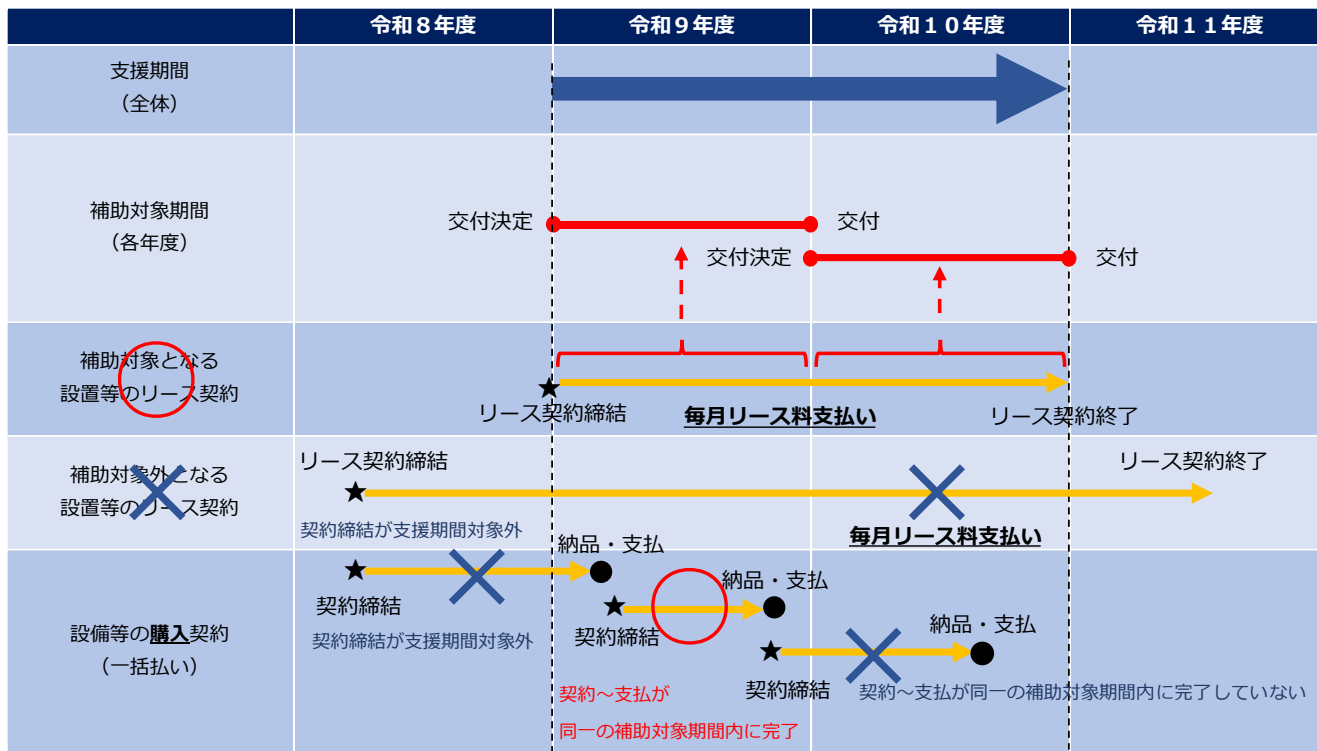 令和８年度
令和９年度
令和１０年度
令和１１年度
支援期間
（全体）
補助対象期間
（各年度）
交付決定
交付
交付決定
交付
補助対象となる
設置等のリース契約
リース契約締結
毎月リース料支払い
リース契約終了
補助対象外となる
設置等のリース契約
リース契約締結
リース契約終了
契約締結が支援期間対象外
毎月リース料支払い
設備等の購入契約
（一括払い）
納品・支払
契約締結
契約締結が支援期間対象外
納品・支払
契約締結
契約～支払が
同一の補助対象期間内に完了
納品・支払
契約締結
契約～支払が同一の補助対象期間内に完了していない